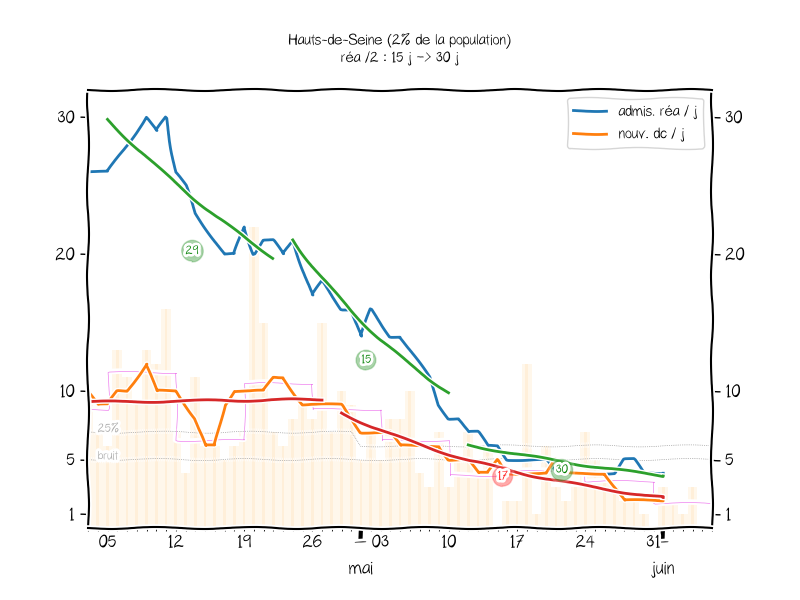 Hauts-de-Seine (2% de la population)
réa /2 : 15 j -> 30 j
admis. réa / j
nouv. dc / j
30
20
10
5
1
30
20
10
5
1
25%
bruit
29
15
17
30
05 12 19 26 03 10 17 24 31
mai juin